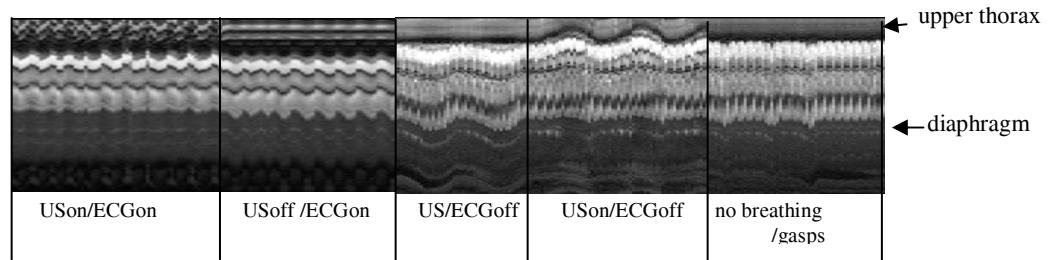 upper thorax
diaphragm
USon/ECGon
USoff /ECGon
US/ECGoff
USon/ECGoff
no breathing
/gasps